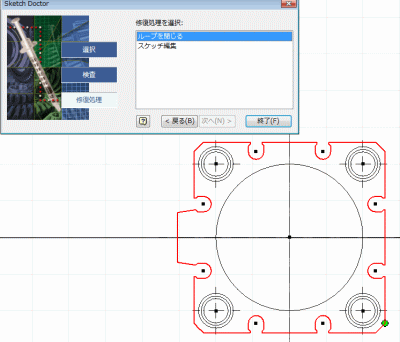 Sketch Doctor
修復処理を選択:
ループを閉じる
スケッチ編集
選択
検査
修復処理
?
< 戻る(B)
次へ(N) >
終了(F)